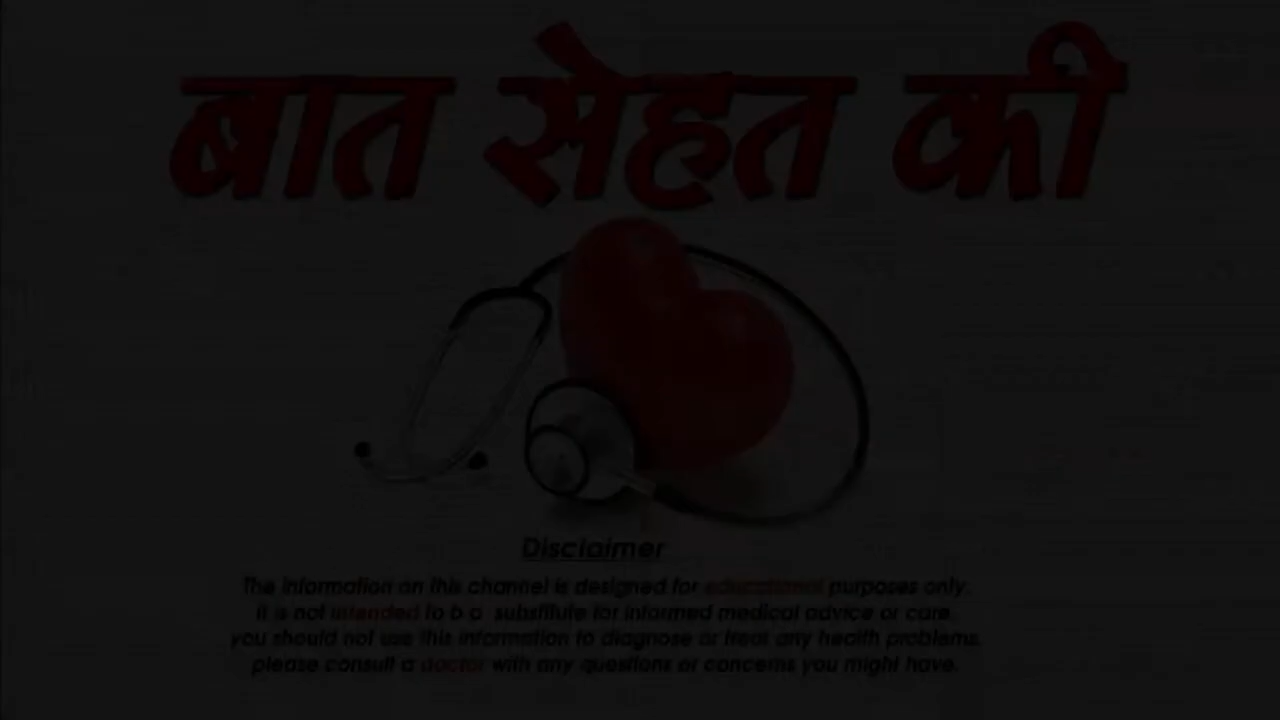 बात सेहत की
Disclaimer
The information on this channel is designed for educational purposes only.
it is not intended to b a substitute for informed medical advice or care.
you should not use this information to diagnose or treat any health problems.
please consult a doctor with any questions or concerns you might have.